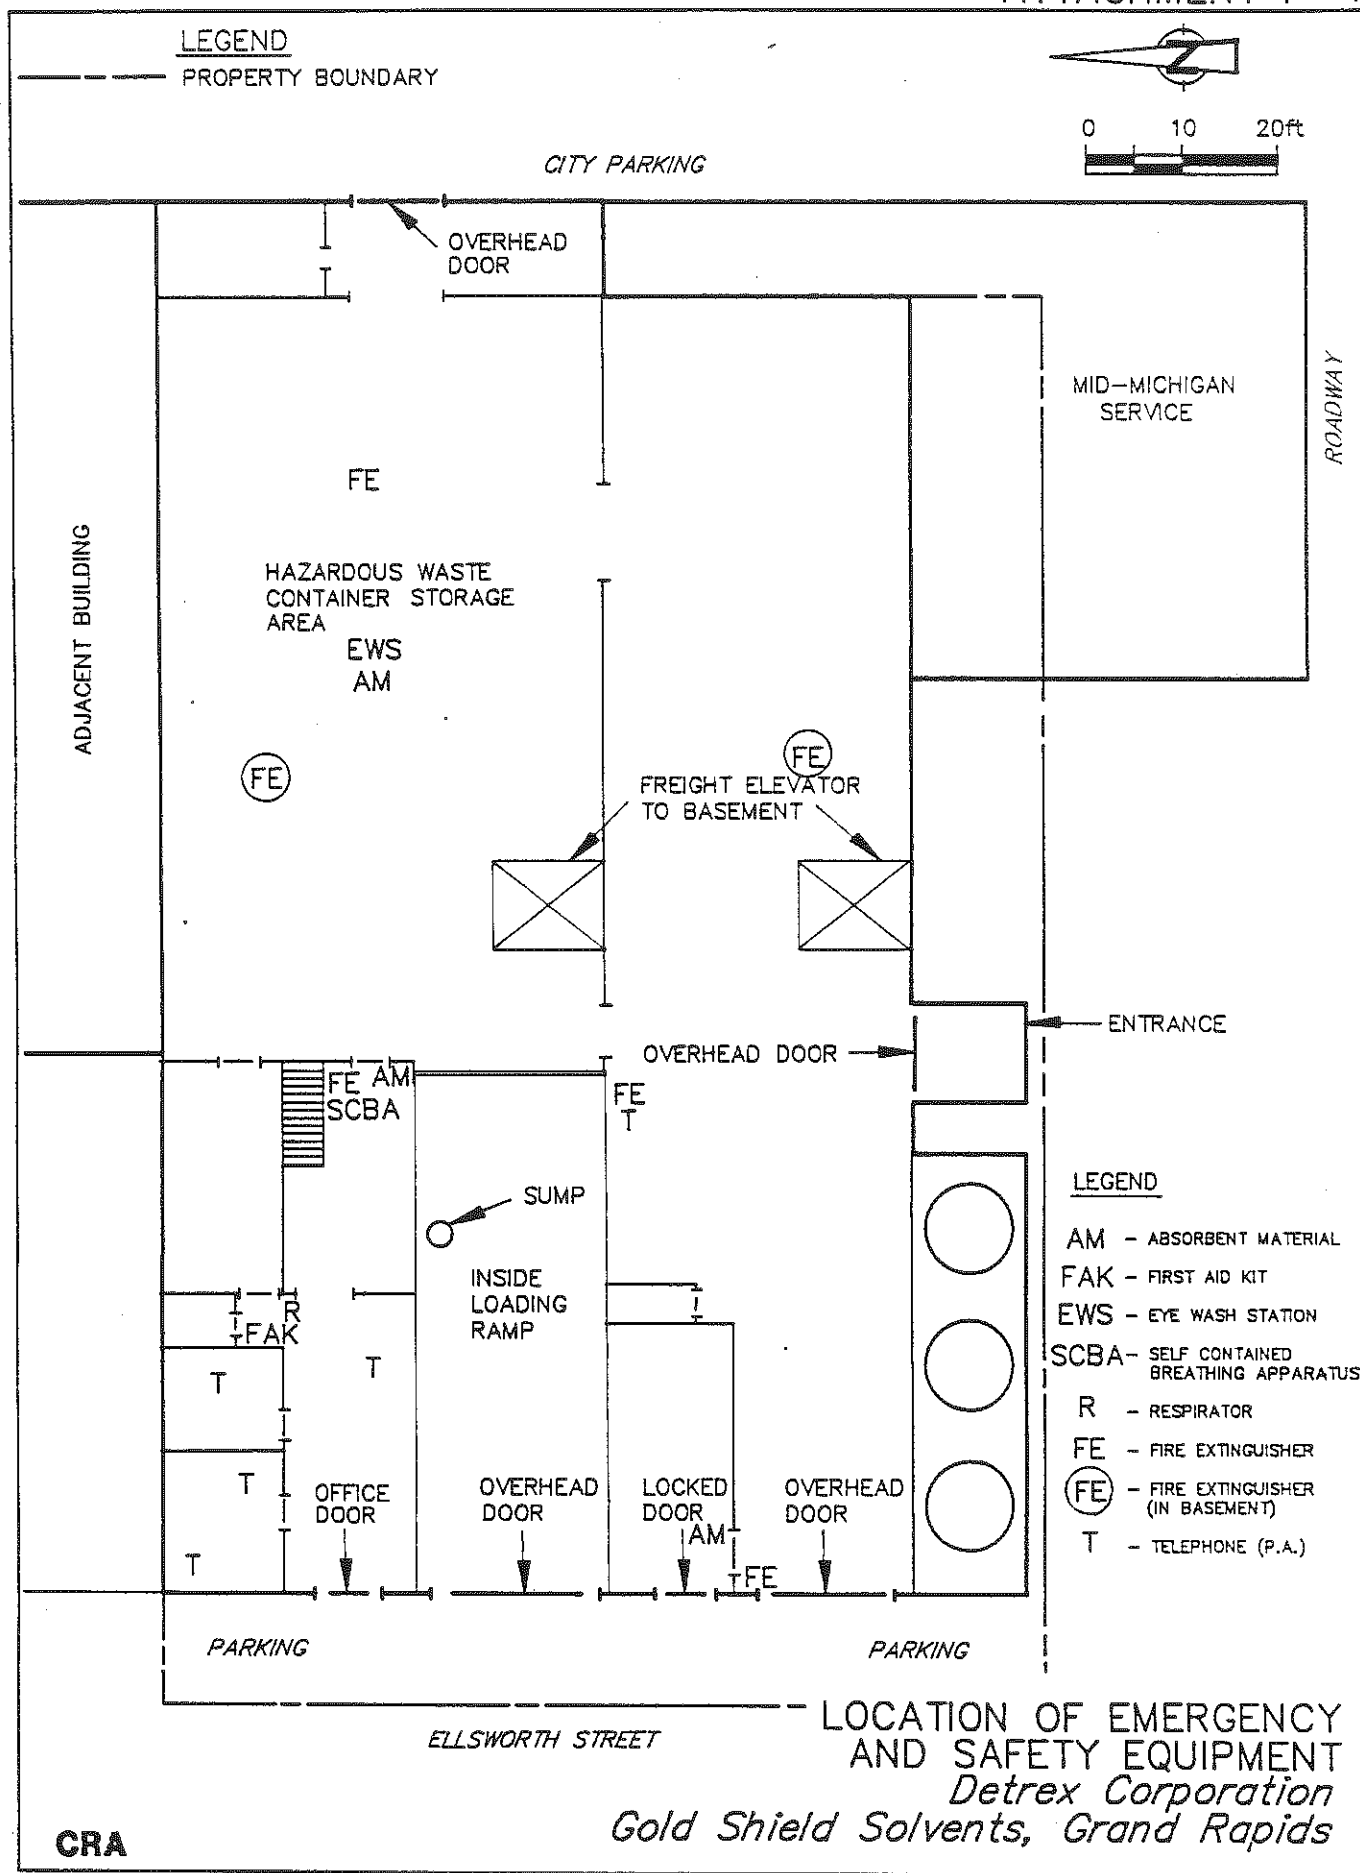 LEGEND
PROPERTY BOUNDARY
N
0 10 20ft
CITY PARKING
OVERHEAD
DOOR
MID-MICHIGAN
SERVICE
ROADWAY
FE
HAZARDOUS WASTE
CONTAINER STORAGE
AREA
EWS
AM
ADJACENT BUILDING
FE
FE
FREIGHT ELEVATOR
TO BASEMENT
ENTRANCE
OVERHEAD DOOR
FE AM
SCBA
FE
T
SUMP
INSIDE
LOADING
RAMP
R
FAK
T
T
T
T
OFFICE
DOOR
OVERHEAD
DOOR
LOCKED
DOOR
AM
FE
OVERHEAD
DOOR
LEGEND
AM - ABSORBENT MATERIAL
FAK - FIRST AID KIT
EWS - EYE WASH STATION
SCBA - SELF CONTAINED
BREATHING APPARATUS
R - RESPIRATOR
FE - FIRE EXTINGUISHER
FE - FIRE EXTINGUISHER
(IN BASEMENT)
T - TELEPHONE (P.A.)
PARKING
PARKING
ELLSWORTH STREET
LOCATION OF EMERGENCY
AND SAFETY EQUIPMENT
Detrex Corporation
Gold Shield Solvents, Grand Rapids
CRA